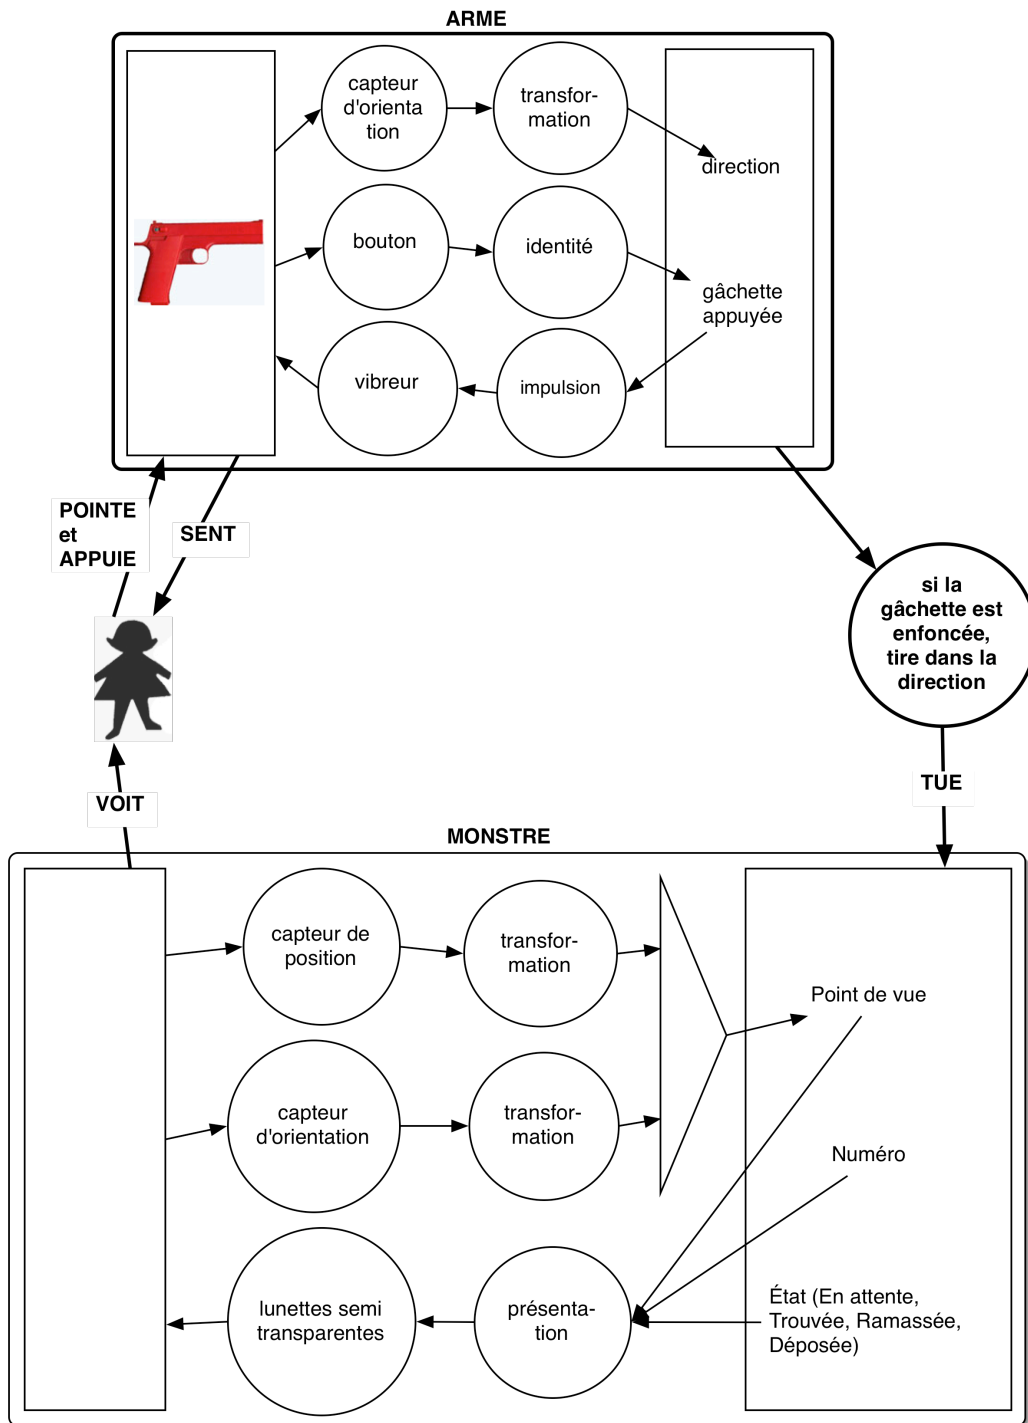 ARME
capteur
d'orienta
tion
transfor-
mation
direction
bouton
identité
gâchette
appuyée
vibreur
impulsion
POINTE
et
APPUIE
SENT
si la
gâchette est
enfoncée,
tire dans la
direction
VOIT
TUE
MONSTRE
capteur de
position
transfor-
mation
Point de vue
capteur
d'orientation
transfor-
mation
Numéro
lunettes semi
transparentes
présenta-
tion
État (En attente,
Trouvée, Ramassée,
Déposée)